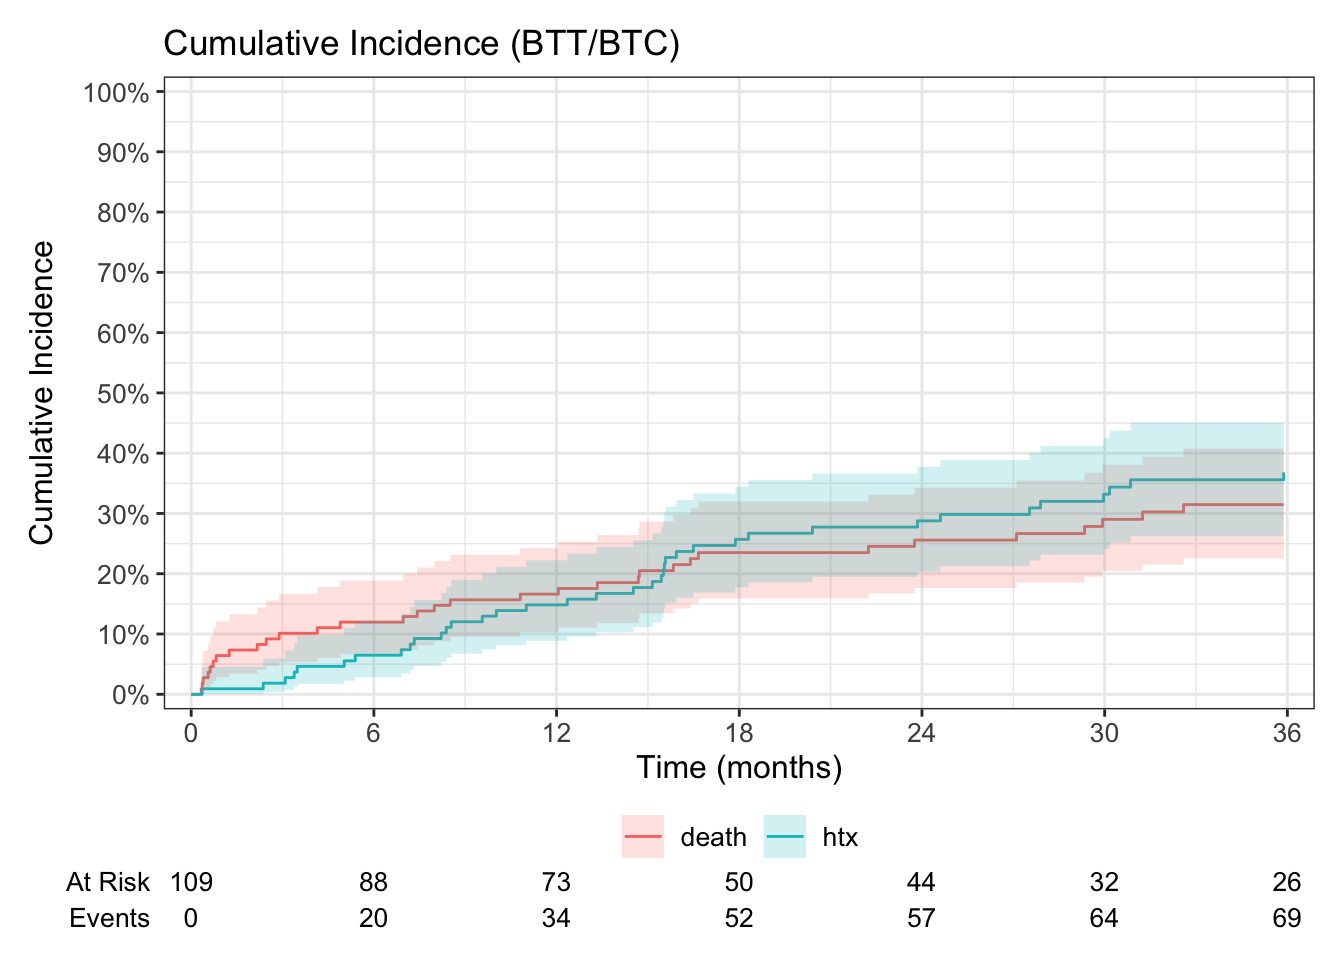 Cumulative Incidence (BTT/BTC)
Cumulative Incidence
100%
90%
80%
70%
60%
50%
40%
30%
20%
10%
0%
0 6 12 18 24 30 36
Time (months)
death htx
At Risk 109 88 73 50 44 32 26
Events 0 20 34 52 57 64 69